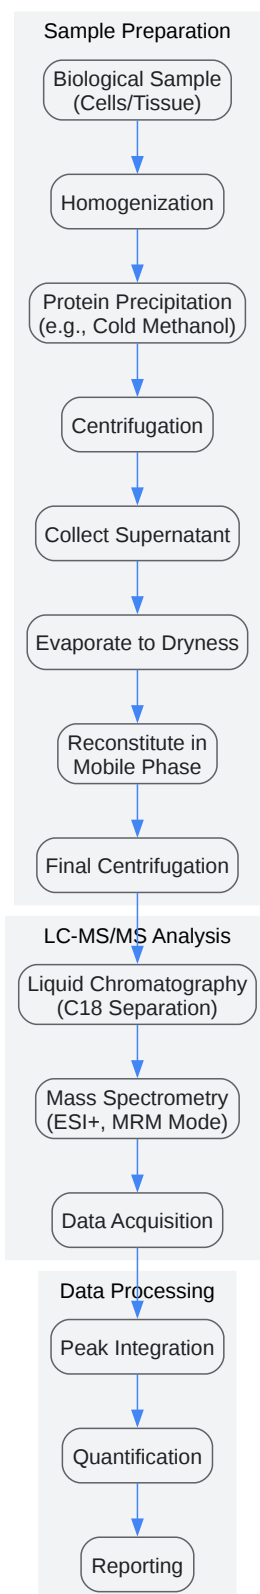 Sample Preparation
Biological Sample
(Cells/Tissue)
Homogenization
Protein Precipitation
(e.g., Cold Methanol)
Centrifugation
Collect Supernatant
Evaporate to Dryness
Reconstitute in
Mobile Phase
Final Centrifugation
LC-MS/MS Analysis
Liquid Chromatography
(C18 Separation)
Mass Spectrometry
(ESI+, MRM Mode)
Data Acquisition
Data Processing
Peak Integration
Quantification
Reporting